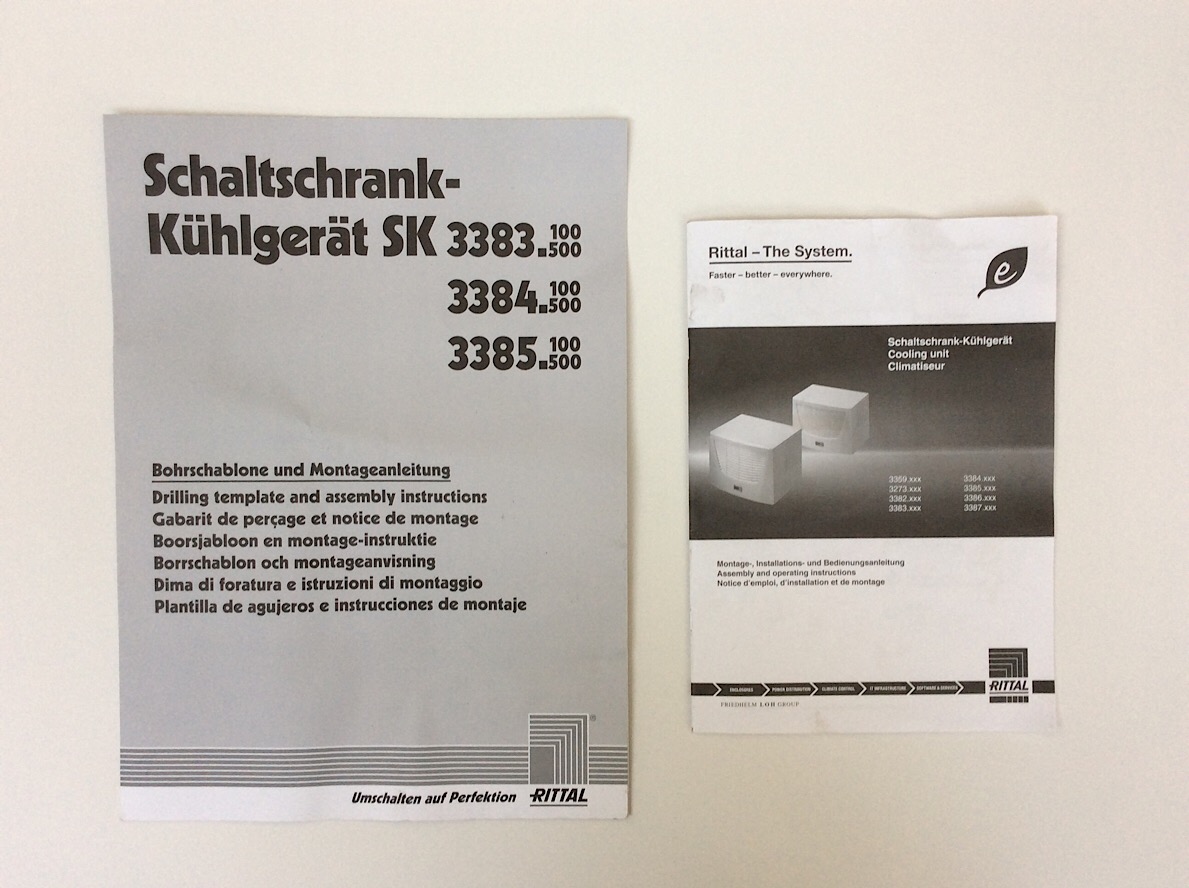 Schaltschrank-
Kühlgerät SK 3383.100
500
3384.100
500
3385.100
500
Bohrschablone und Montageanleitung
Drilling template and assembly instructions
Gabarit de perçage et notice de montage
Boorsjabloon en montage-instruktie
Borrschablon och montageanvisning
Dima di foratura e istruzioni di montaggio
Plantilla de agujeros e instrucciones de montaje
®
Umschalten auf Perfektion RITTAL
Rittal – The System.
Faster – better – everywhere.
e
Schaltschrank-Kühlgerät
Cooling unit
Climatiseur
3359.xxx 3384.xxx
3273.xxx 3385.xxx
3382.xxx 3386.xxx
3383.xxx 3387.xxx
Montage-, Installations- und Bedienungsanleitung
Assembly and operating instructions
Notice d'emploi, d'installation et de montage
ENCLOSURES POWER DISTRIBUTION CLIMATE CONTROL IT INFRASTRUCTURE SOFTWARE & SERVICES RITTAL
FRIEDHELM LOH GROUP